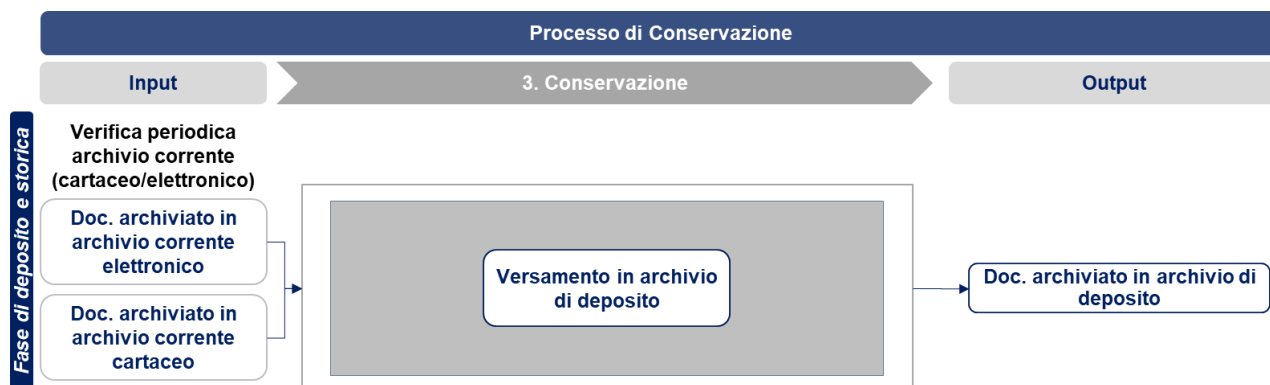 Processo di Conservazione
Input
3. Conservazione
Output
Fase di deposito e storica
Verifica periodica
archivio corrente
(cartaceo/elettronico)
Doc. archiviato in
archivio corrente
elettronico
Doc. archiviato in
archivio corrente
cartaceo
Versamento in archivio
di deposito
Doc. archiviato in archivio di
deposito